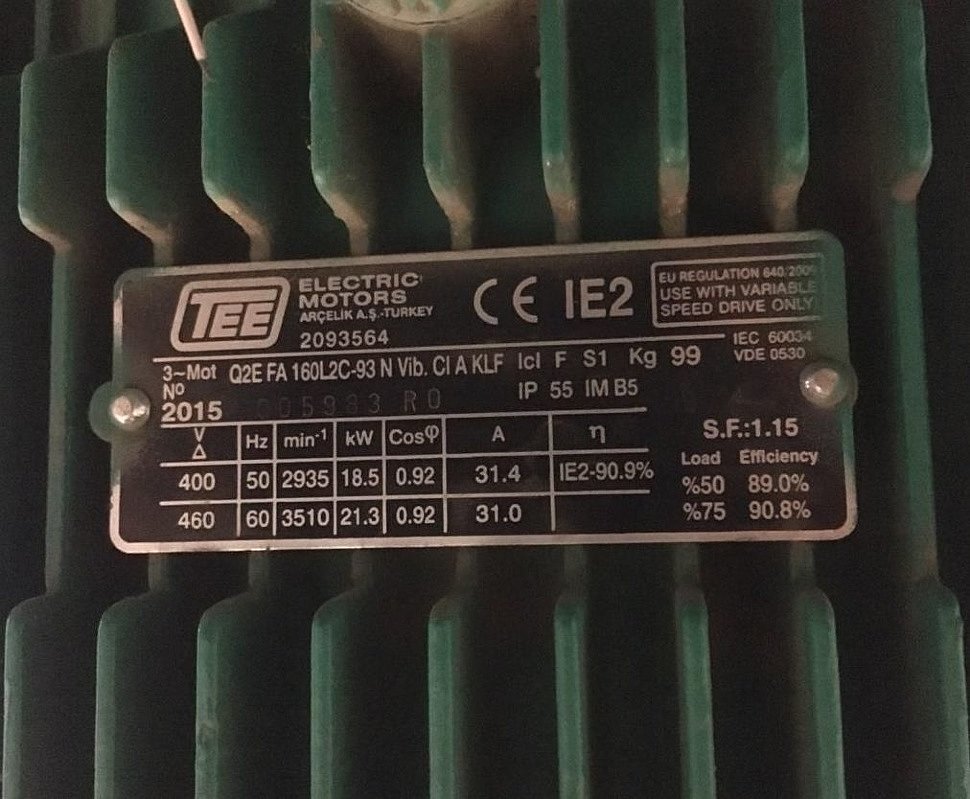 TEE
ELECTRIC
MOTORS
ARÇELİK A.Ş.-TURKEY
2093564
CE IE2
EU REGULATION 640/2009
USE WITH VARIABLE
SPEED DRIVE ONLY
IEC 60034
VDE 0530
3~Mot Q2E FA 160L2C-93 N Vib. Cl A KLF Icl F S1 Kg 99
Nº
2015 R0 IP 55 IM B5
V
Δ Hz min-1 kW Cosφ A η
400 50 2935 18.5 0.92 31.4 IE2-90.9%
460 60 3510 21.3 0.92 31.0
S.F.:1.15
Load Efficiency
%50 89.0%
%75 90.8%